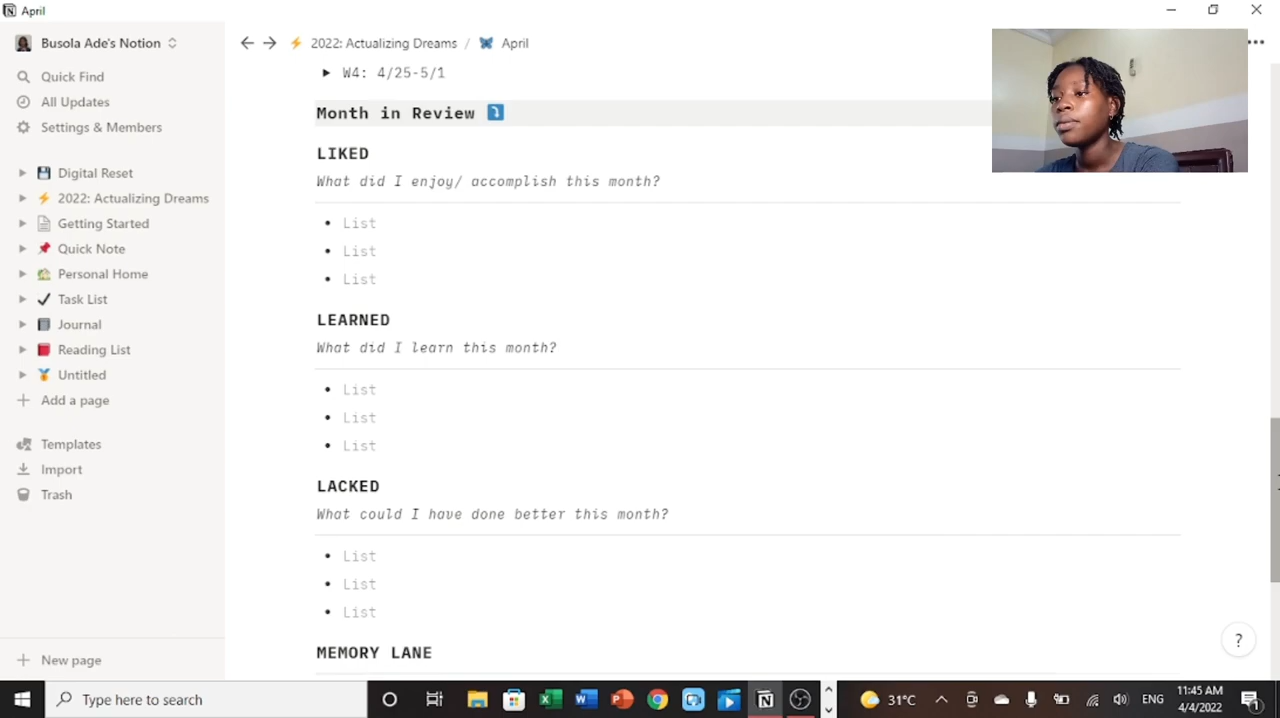 April
Busola Ade's Notion
Quick Find
All Updates
Settings & Members
Digital Reset
2022: Actualizing Dreams
Getting Started
Quick Note
Personal Home
Task List
Journal
Reading List
Untitled
Add a page
Templates
Import
Trash
New page
2022: Actualizing Dreams / April
W4: 4/25-5/1
Month in Review
LIKED
What did I enjoy/ accomplish this month?
List
List
List
LEARNED
What did I learn this month?
List
List
List
LACKED
What could I have done better this month?
List
List
List
MEMORY LANE
?
Type here to search
31°C
ENG
11:45 AM
4/4/2022